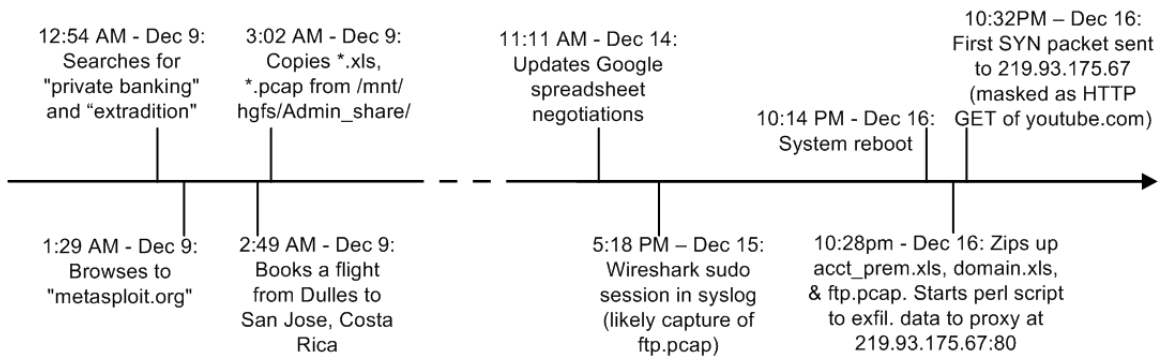 12:54 AM - Dec 9:
Searches for
"private banking"
and “extradition"
3:02 AM - Dec 9:
Copies *.xls,
*.pcap from /mnt/
hgfs/Admin_share/
11:11 AM - Dec 14:
Updates Google
spreadsheet
negotiations
10:14 PM - Dec 16:
System reboot
10:32PM – Dec 16:
First SYN packet sent
to 219.93.175.67
(masked as HTTP
GET of youtube.com)
1:29 AM - Dec 9:
Browses to
"metasploit.org"
2:49 AM - Dec 9:
Books a flight
from Dulles to
San Jose, Costa
Rica
5:18 PM – Dec 15:
Wireshark sudo
session in syslog
(likely capture of
ftp.pcap)
10:28pm - Dec 16: Zips up
acct_prem.xls, domain.xls,
& ftp.pcap. Starts perl script
to exfil. data to proxy at
219.93.175.67:80